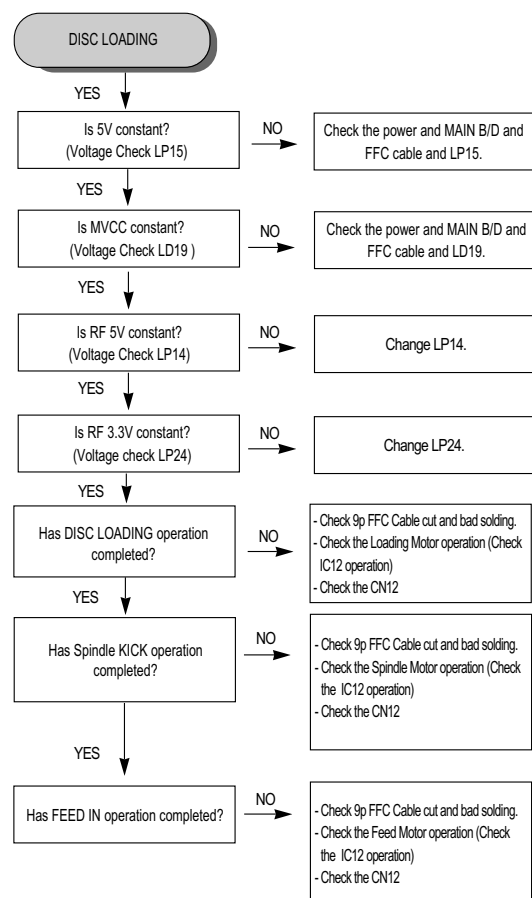 DISC LOADING
YES
Is 5V constant?
(Voltage Check LP15)
NO
Check the power and MAIN B/D and
FFC cable and LP15.
YES
Is MVCC constant?
(Voltage Check LD19 )
NO
Check the power and MAIN B/D and
FFC cable and LD19.
YES
Is RF 5V constant?
(Voltage Check LP14)
NO
Change LP14.
YES
Is RF 3.3V constant?
(Voltage check LP24)
NO
Change LP24.
YES
Has DISC LOADING operation
completed?
NO
- Check 9p FFC Cable cut and bad solding.
- Check the Loading Motor operation (Check
IC12 operation)
- Check the CN12
YES
Has Spindle KICK operation
completed?
NO
- Check 9p FFC Cable cut and bad solding.
- Check the Spindle Motor operation (Check
the IC12 operation)
- Check the CN12
YES
Has FEED IN operation completed?
NO
- Check 9p FFC Cable cut and bad solding.
- Check the Feed Motor operation (Check
the IC12 operation)
- Check the CN12